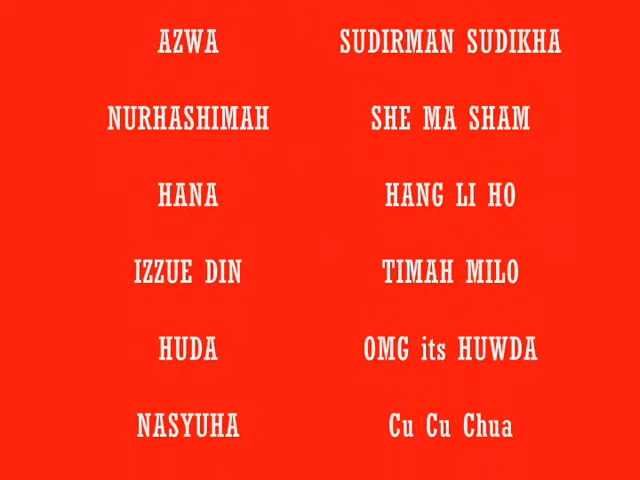 AZWA SUDIRMAN SUDIKHA
NURHASHIMAH SHE MA SHAM
HANA HANG LI HO
IZZUE DIN TIMAH MILO
HUDA OMG its HUWDA
NASYUHA Cu Cu Chua